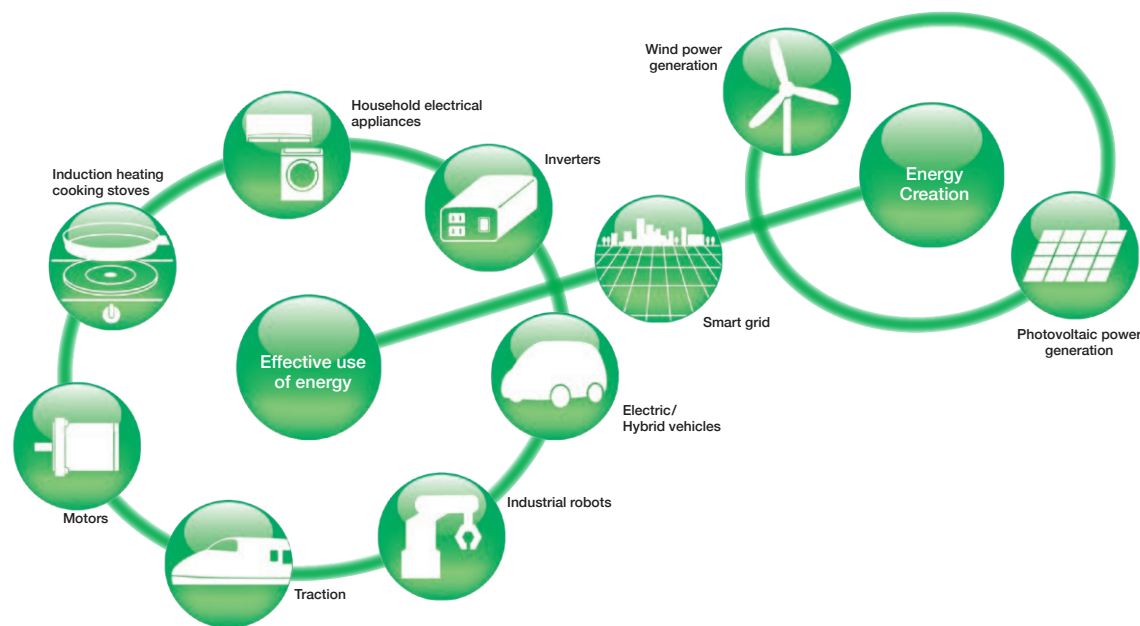 Wind power
generation
Household electrical
appliances
Inverters
Induction heating
cooking stoves
Energy
Creation
Smart grid
Photovoltaic power
generation
Effective use
of energy
Electric/
Hybrid vehicles
Industrial robots
Motors
Traction